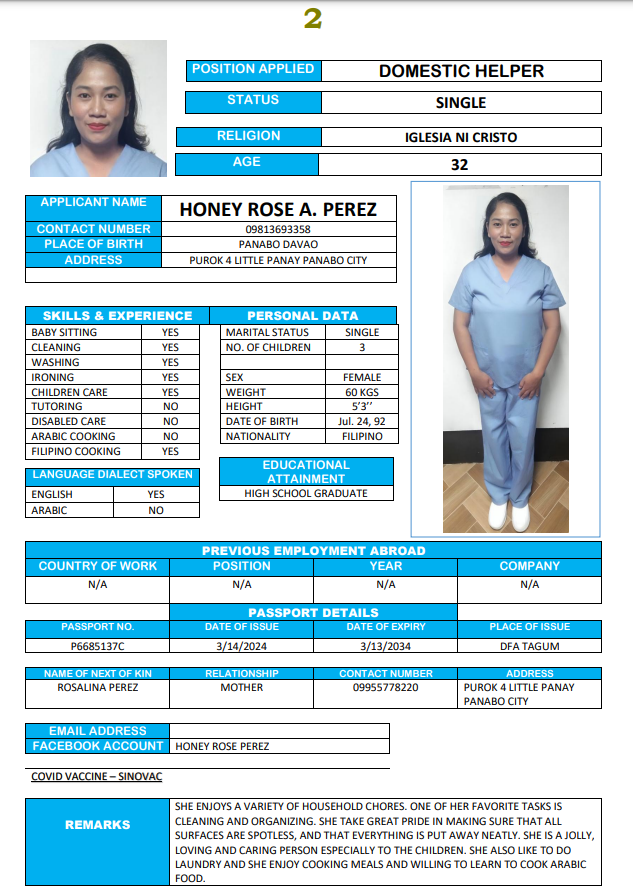 2
POSITION APPLIED DOMESTIC HELPER
STATUS SINGLE
RELIGION IGLESIA NI CRISTO
AGE 32
APPLICANT NAME HONEY ROSE A. PEREZ
CONTACT NUMBER 09813693358
PLACE OF BIRTH PANABO DAVAO
ADDRESS PUROK 4 LITTLE PANAY PANABO CITY
SKILLS & EXPERIENCE
BABY SITTING YES
CLEANING YES
WASHING YES
IRONING YES
CHILDREN CARE YES
TUTORING NO
DISABLED CARE NO
ARABIC COOKING NO
FILIPINO COOKING YES
LANGUAGE DIALECT SPOKEN
ENGLISH YES
ARABIC NO
PERSONAL DATA
MARITAL STATUS SINGLE
NO. OF CHILDREN 3
SEX FEMALE
WEIGHT 60 KGS
HEIGHT 5'3''
DATE OF BIRTH Jul. 24, 92
NATIONALITY FILIPINO
EDUCATIONAL
ATTAINMENT
HIGH SCHOOL GRADUATE
PREVIOUS EMPLOYMENT ABROAD
COUNTRY OF WORK POSITION YEAR COMPANY
N/A N/A N/A N/A
PASSPORT DETAILS
PASSPORT NO. DATE OF ISSUE DATE OF EXPIRY PLACE OF ISSUE
P6685137C 3/14/2024 3/13/2034 DFA TAGUM
NAME OF NEXT OF KIN RELATIONSHIP CONTACT NUMBER ADDRESS
ROSALINA PEREZ MOTHER 09955778220 PUROK 4 LITTLE PANAY
PANABO CITY
EMAIL ADDRESS
FACEBOOK ACCOUNT HONEY ROSE PEREZ
COVID VACCINE – SINOVAC
REMARKS
SHE ENJOYS A VARIETY OF HOUSEHOLD CHORES. ONE OF HER FAVORITE TASKS IS
CLEANING AND ORGANIZING. SHE TAKE GREAT PRIDE IN MAKING SURE THAT ALL
SURFACES ARE SPOTLESS, AND THAT EVERYTHING IS PUT AWAY NEATLY. SHE IS A JOLLY,
LOVING AND CARING PERSON ESPECIALLY TO THE CHILDREN. SHE ALSO LIKE TO DO
LAUNDRY AND SHE ENJOY COOKING MEALS AND WILLING TO LEARN TO COOK ARABIC
FOOD.